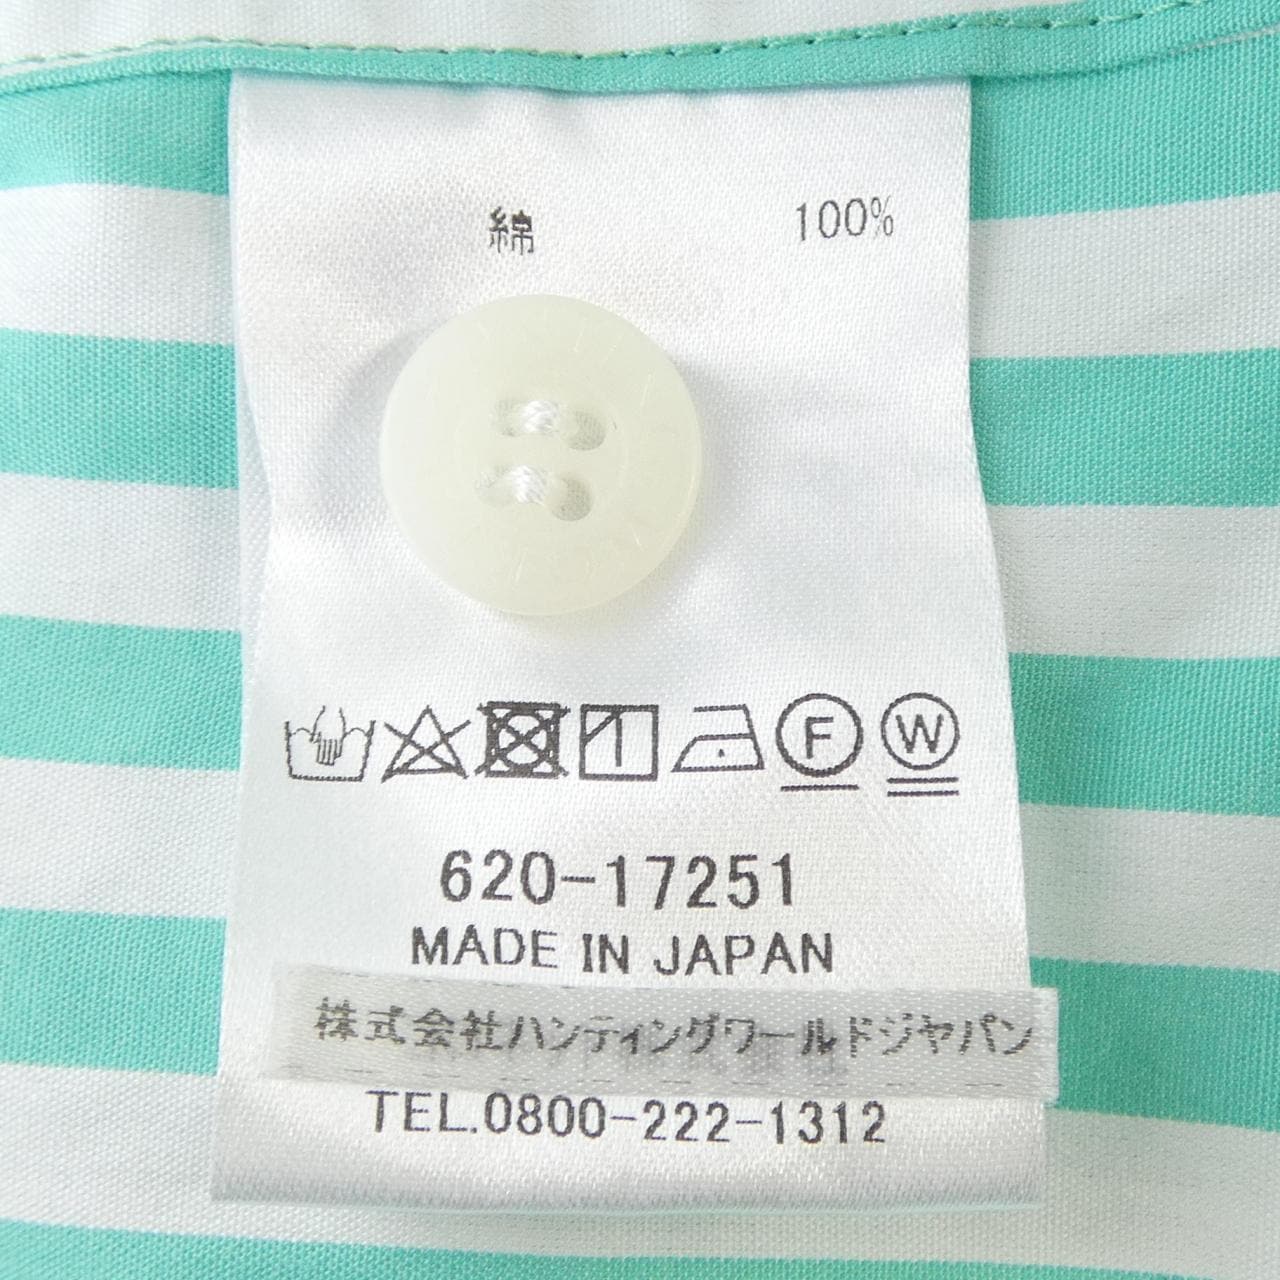 綿 100%
F W
620-17251
MADE IN JAPAN
株式会社ハンティングワールドジャパン
TEL.0800-222-1312